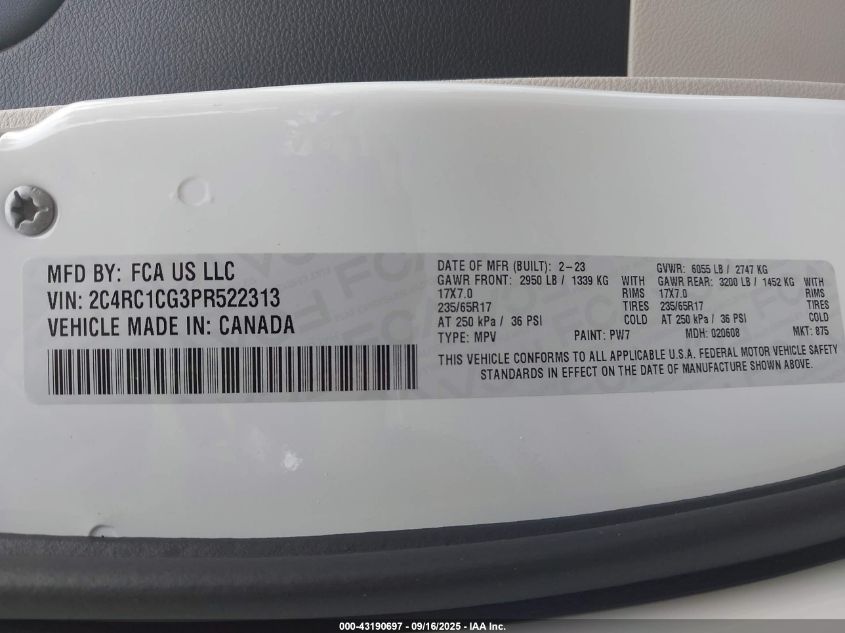 MFD BY: FCA US LLC
VIN: 2C4RC1CG3PR522313
VEHICLE MADE IN: CANADA
DATE OF MFR (BUILT): 2-23 GVWR: 6055 LB / 2747 KG
GAWR FRONT: 2950 LB / 1339 KG WITH GAWR REAR: 3200 LB / 1452 KG WITH
17X7.0 RIMS 17X7.0 RIMS
235/65R17 TIRES 235/65R17 TIRES
AT 250 kPa / 36 PSI COLD AT 250 kPa / 36 PSI COLD
TYPE: MPV PAINT: PW7 MDH: 020608 MKT: 875
THIS VEHICLE CONFORMS TO ALL APPLICABLE U.S.A. FEDERAL MOTOR VEHICLE SAFETY
STANDARDS IN EFFECT ON THE DATE OF MANUFACTURE SHOWN ABOVE.
000-43190697 - 09/16/2025 - IAA Inc.